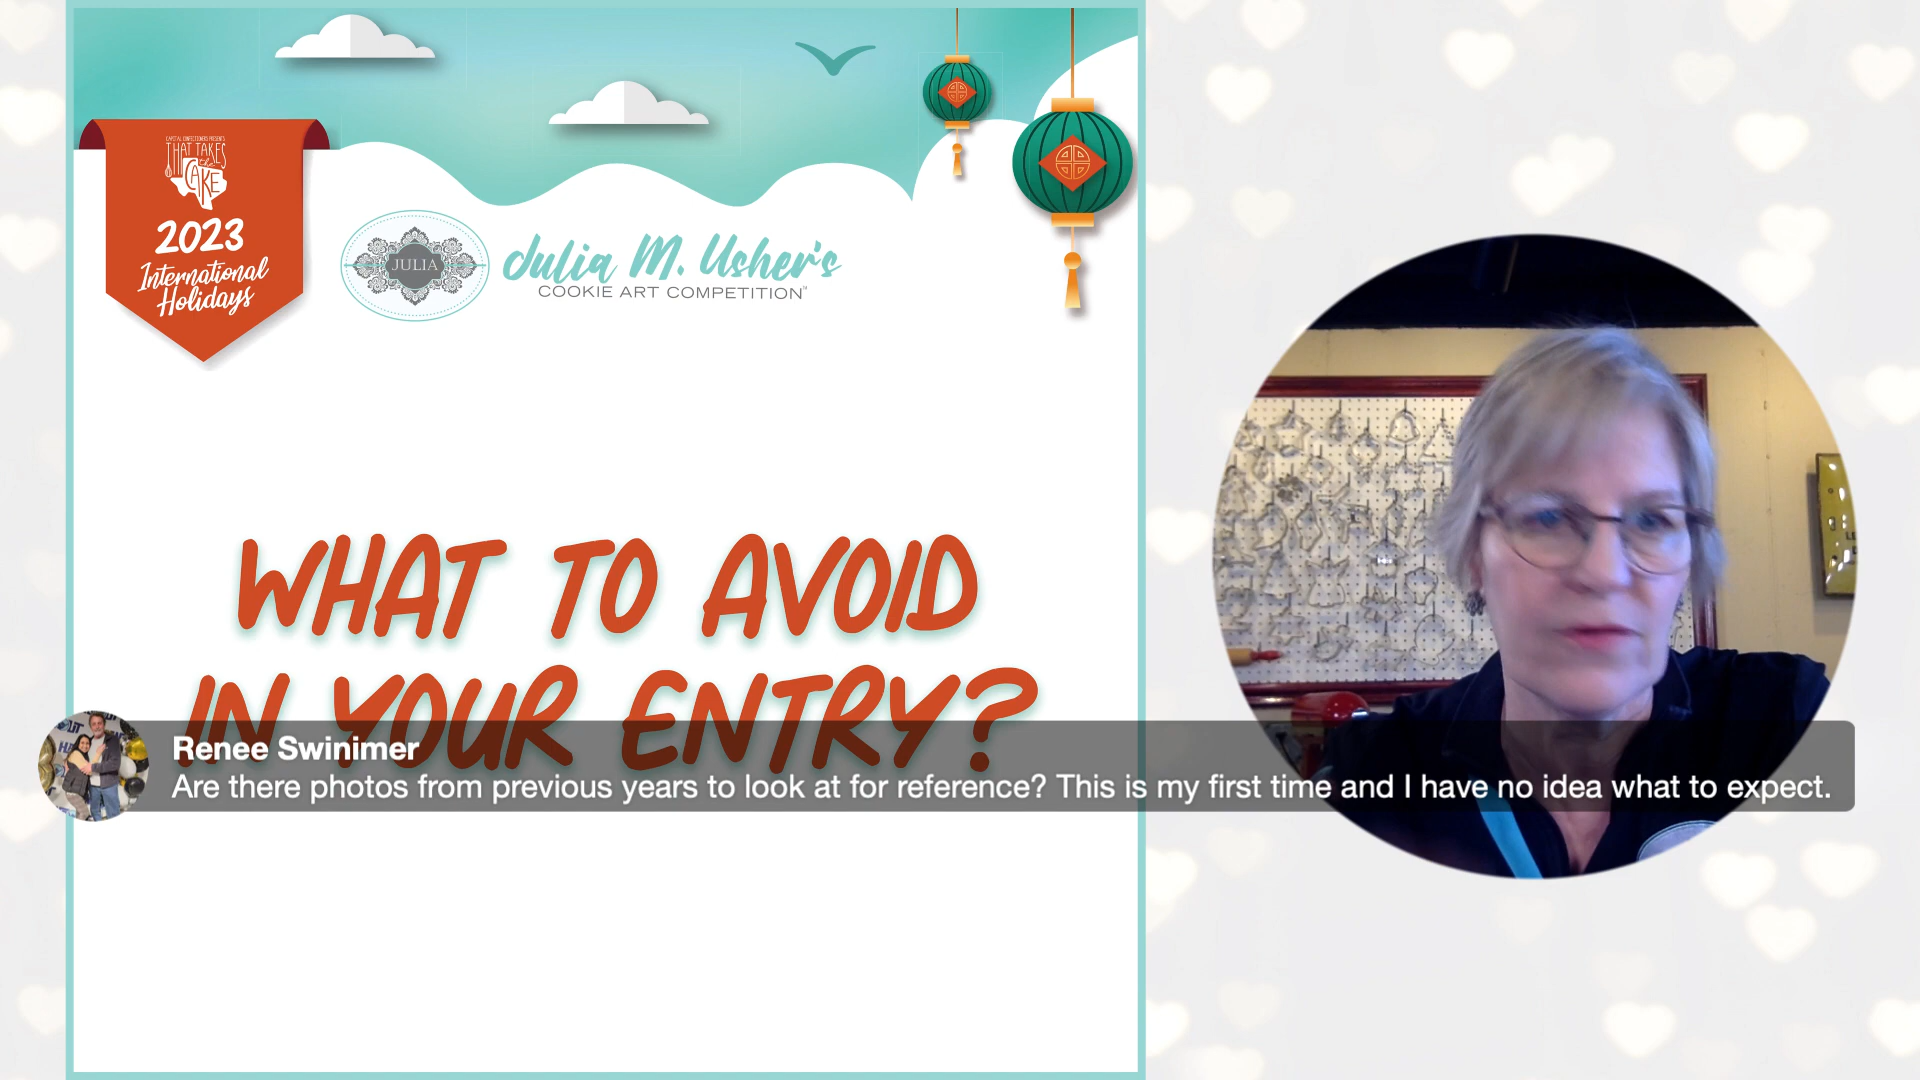 CAPITAL CONFECTIONERS PRESENTS
THAT TAKES
the
CAKE
2023
International
Holidays
JULIA
Julia M. Usher's
COOKIE ART COMPETITION
WHAT TO AVOID
IN YOUR ENTRY?
Renee Swinimer
Are there photos from previous years to look at for reference? This is my first time and I have no idea what to expect.